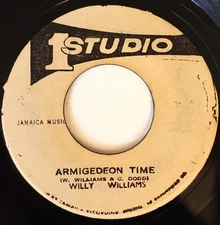 1 STUDIO
JAMAICA MUSIC
ARMIGEDEON TIME
(W. WILLIAMS & C. DODD)
WILLY WILLIAMS